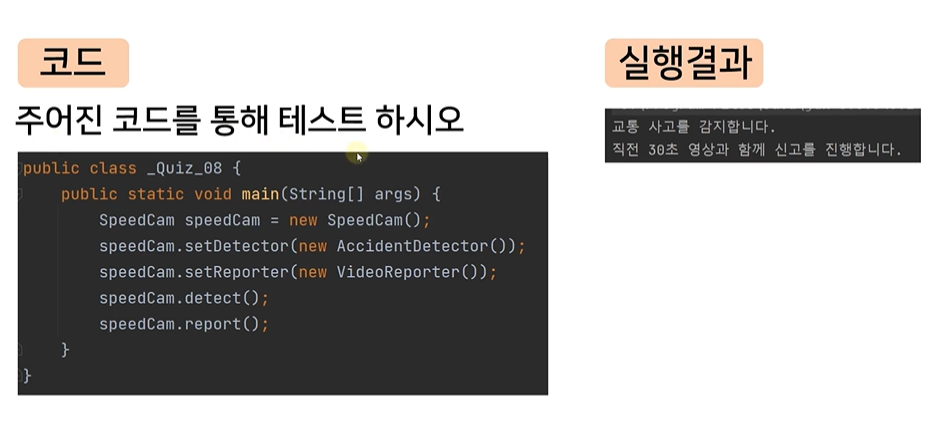 코드
주어진 코드를 통해 테스트 하시오
public class _Quiz_08 {
    public static void main(String[] args) {
        SpeedCam speedCam = new SpeedCam();
        speedCam.setDetector(new AccidentDetector());
        speedCam.setReporter(new VideoReporter());
        speedCam.detect();
        speedCam.report();
    }
}
실행결과
교통 사고를 감지합니다.
직전 30초 영상과 함께 신고를 진행합니다.